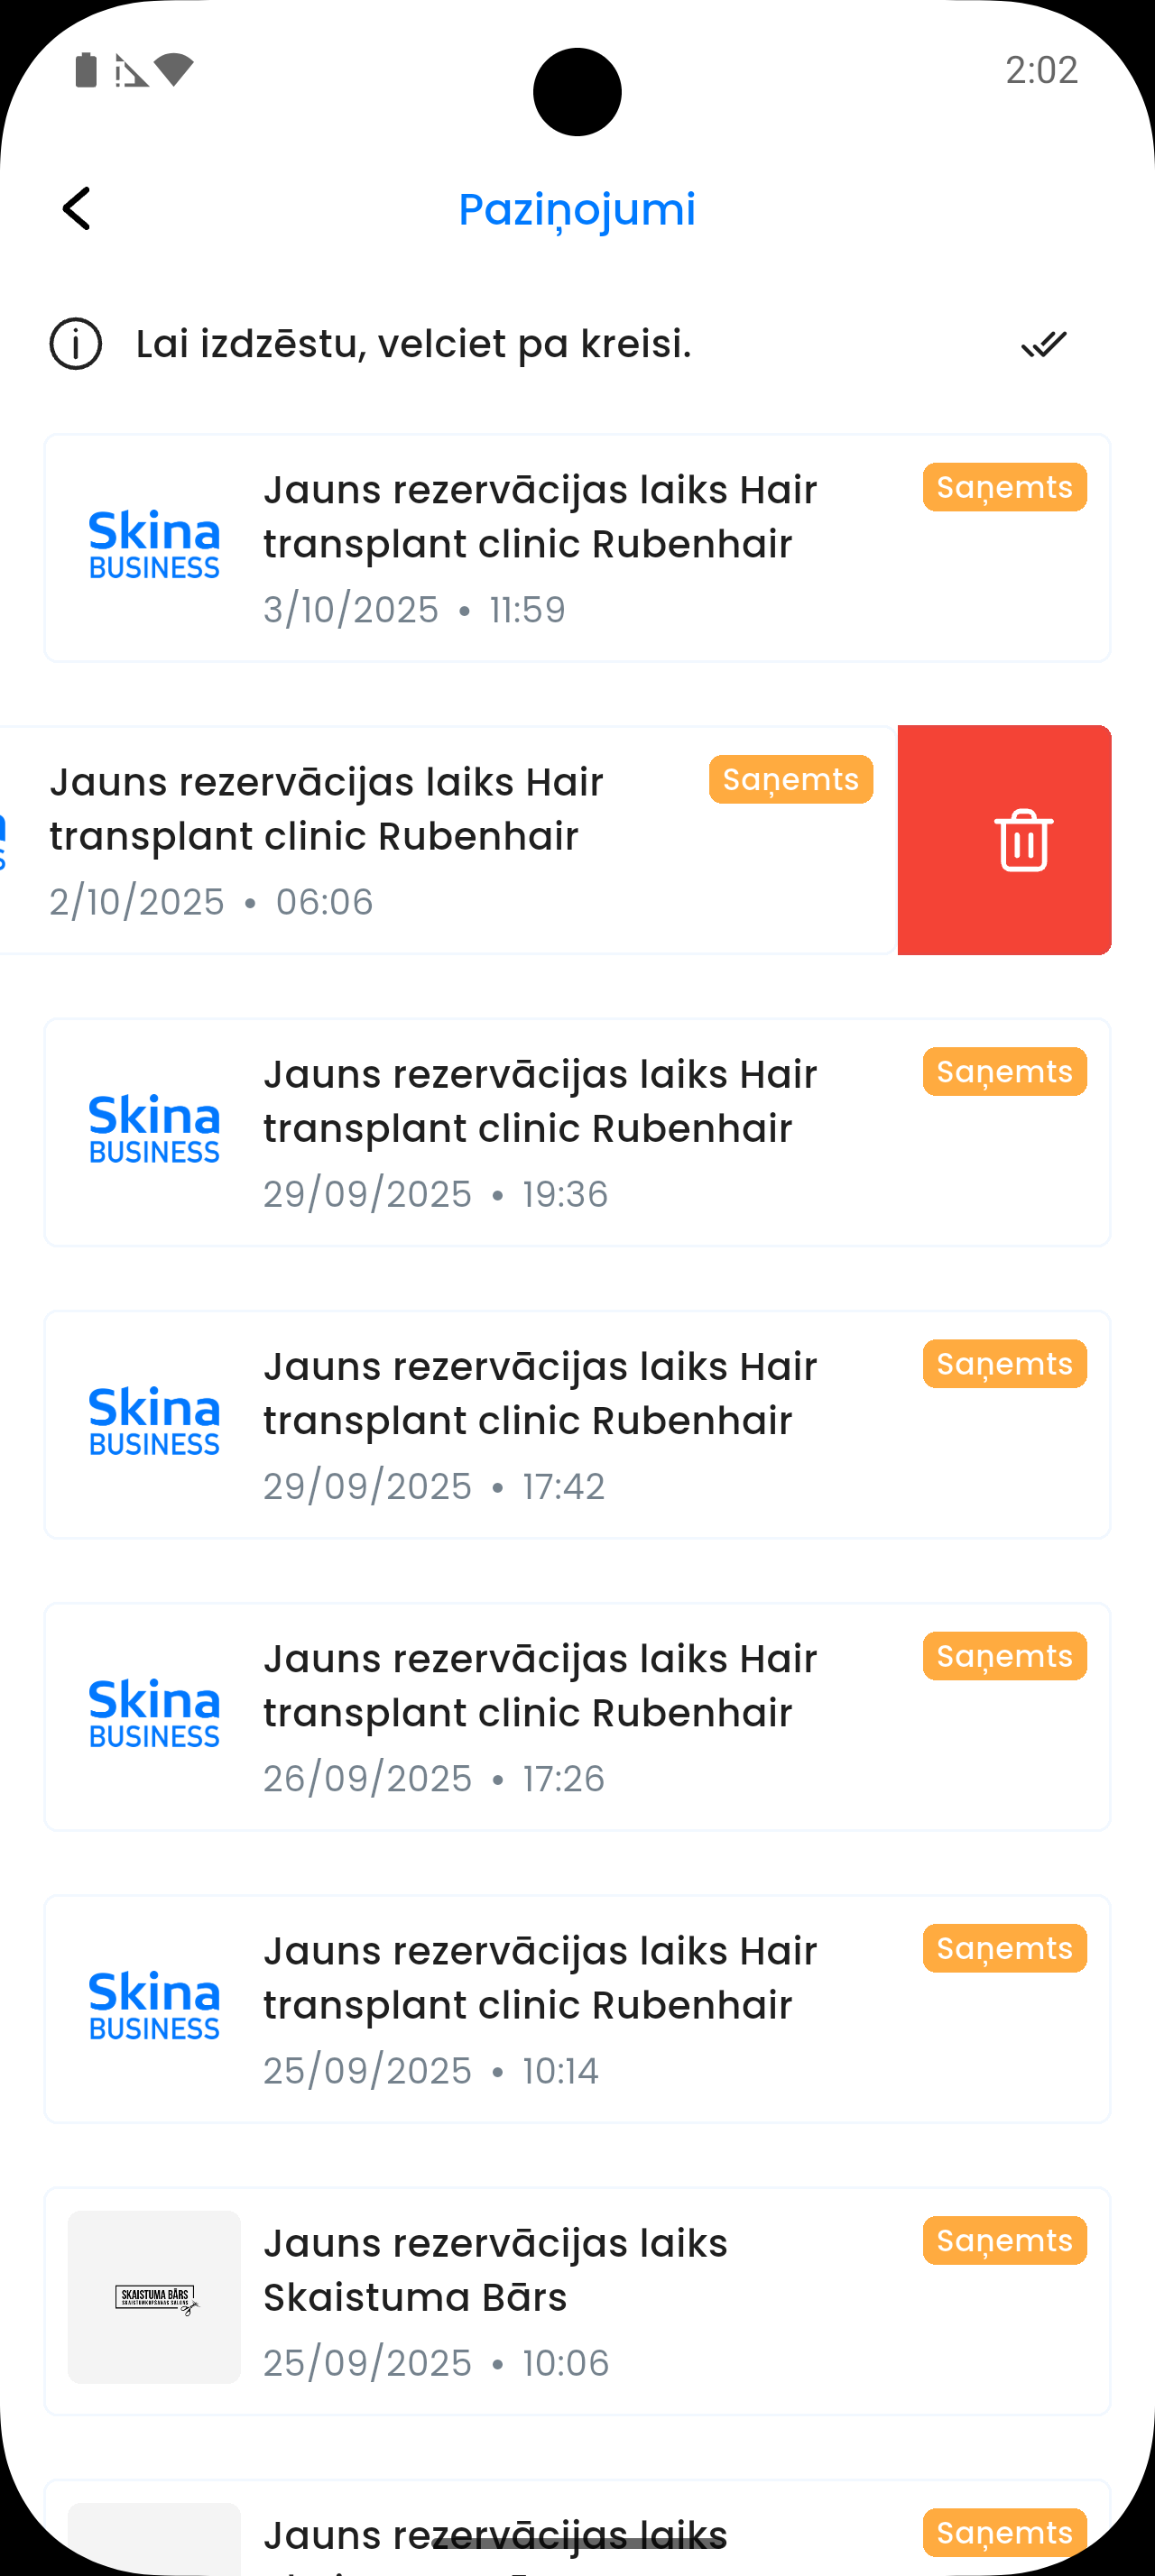 2:02
Paziņojumi
Lai izdzēstu, velciet pa kreisi.
Jauns rezervācijas laiks Hair
transplant clinic Rubenhair
Saņemts
Skina
BUSINESS
3/10/2025 • 11:59
Jauns rezervācijas laiks Hair
transplant clinic Rubenhair
Saņemts
2/10/2025 • 06:06
Jauns rezervācijas laiks Hair
transplant clinic Rubenhair
Saņemts
Skina
BUSINESS
29/09/2025 • 19:36
Jauns rezervācijas laiks Hair
transplant clinic Rubenhair
Saņemts
Skina
BUSINESS
29/09/2025 • 17:42
Jauns rezervācijas laiks Hair
transplant clinic Rubenhair
Saņemts
Skina
BUSINESS
26/09/2025 • 17:26
Jauns rezervācijas laiks Hair
transplant clinic Rubenhair
Saņemts
Skina
BUSINESS
25/09/2025 • 10:14
Jauns rezervācijas laiks
Skaistuma Bārs
Saņemts
SKAISTUMA BĀRS
25/09/2025 • 10:06
Jauns rezervācijas laiks
Saņemts